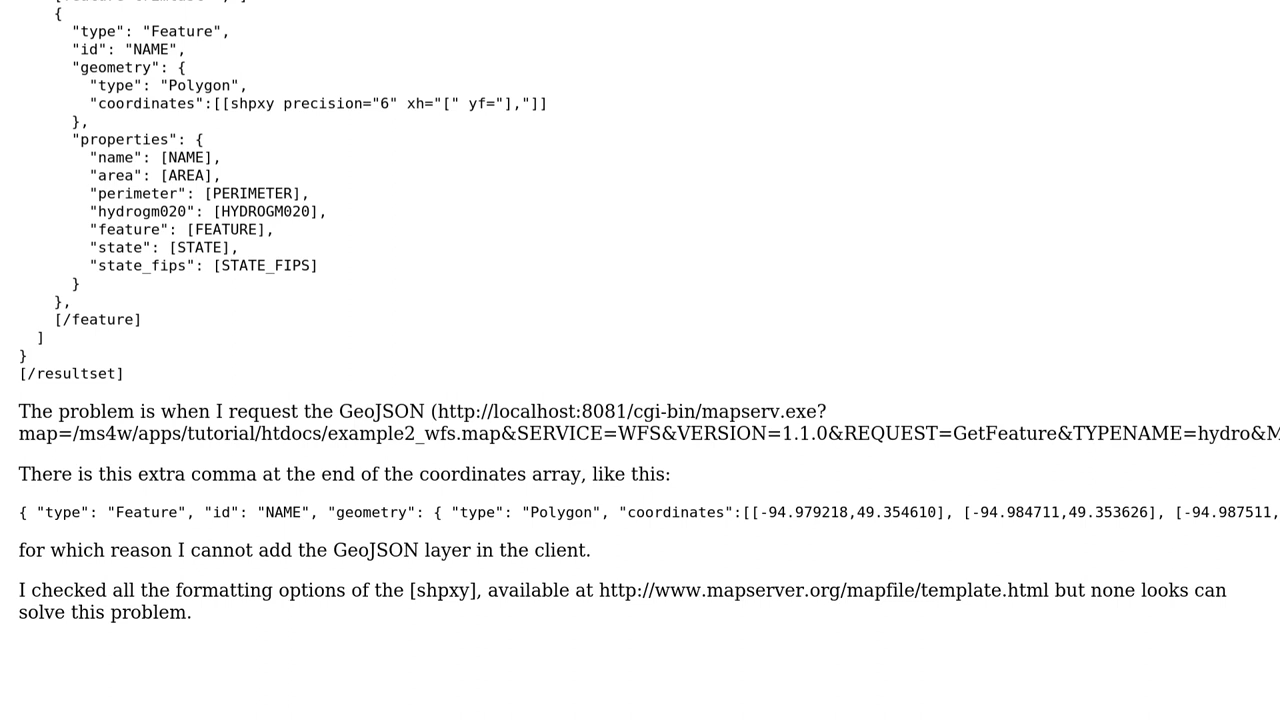 {
"type": "Feature",
"id": "NAME",
"geometry": {
"type": "Polygon",
"coordinates":[[shpxy precision="6" xh="[" yf="],"]]
},
"properties": {
"name": [NAME],
"area": [AREA],
"perimeter": [PERIMETER],
"hydrogm020": [HYDROGM020],
"feature": [FEATURE],
"state": [STATE],
"state_fips": [STATE_FIPS]
}
},
[/feature]
]
}
[/resultset]
The problem is when I request the GeoJSON (http://localhost:8081/cgi-bin/mapserv.exe?
map=/ms4w/apps/tutorial/htdocs/example2_wfs.map&SERVICE=WFS&VERSION=1.1.0&REQUEST=GetFeature&TYPENAME=hydro&M
There is this extra comma at the end of the coordinates array, like this:
{ "type": "Feature", "id": "NAME", "geometry": { "type": "Polygon", "coordinates":[[-94.979218,49.354610], [-94.984711,49.353626], [-94.987511,
for which reason I cannot add the GeoJSON layer in the client.
I checked all the formatting options of the [shpxy], available at http://www.mapserver.org/mapfile/template.html but none looks can
solve this problem.